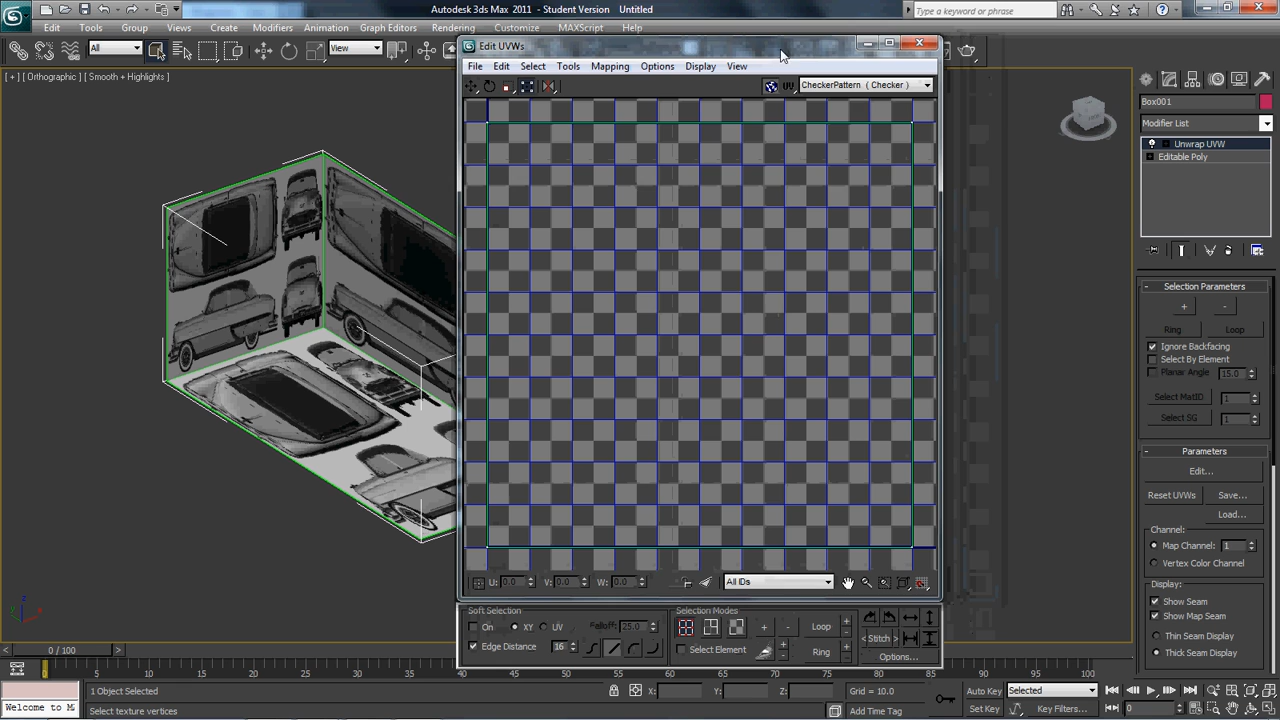 Autodesk 3ds Max 2011 - Student Version Untitled
Type a keyword or phrase
Edit Tools Group Views Create Modifiers Animation Graph Editors Rendering Customize MAXScript Help
All
View
[ + ] [ Orthographic ] [ Smooth + Highlights ]
Edit UVWs
File Edit Select Tools Mapping Options Display View
UV CheckerPattern ( Checker )
U: 0.0 V: 0.0 W: 0.0 All IDs
Soft Selection
On XY UV Falloff: 25.0
Edge Distance 16
Selection Modes
+ - Loop
Select Element + - Ring
Stitch
Options...
Box001
Modifier List
Unwrap UVW
Editable Poly
- Selection Parameters
+ -
Ring Loop
Ignore Backfacing
Select By Element
Planar Angle 15.0
Select MatID 1
Select SG 1
- Parameters
Edit...
Reset UVWs Save...
Load...
Channel:
Map Channel: 1
Vertex Color Channel
Display:
Show Seam
Show Map Seam
Thin Seam Display
Thick Seam Display
z
y x
< 0 / 100 >
0 5 10 15 20 25 30 35 40 45 50 55 60 65 70 75 80 85 90 95 100
1 Object Selected X: Y: Z: Grid = 10.0 Auto Key Selected
Welcome to M
Select texture vertices Add Time Tag Set Key Key Filters... 0